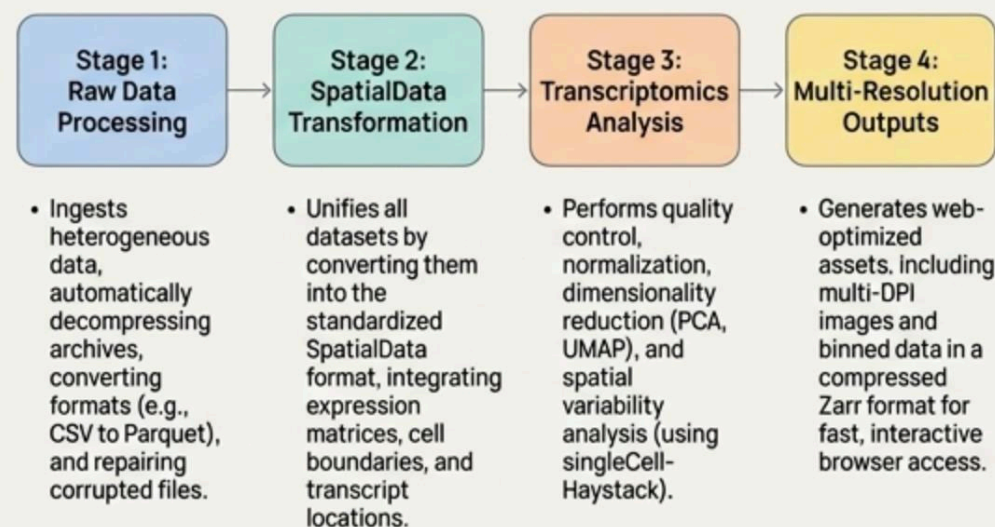 Stage 1:
Raw Data
Processing
Stage 2:
SpatialData
Transformation
Stage 3:
Transcriptomics
Analysis
Stage 4:
Multi-Resolution
Outputs
• Ingests
heterogeneous
data,
automatically
decompressing
archives,
converting
formats (e.g.,
CSV to Parquet),
and repairing
corrupted files.
• Unifies all
datasets by
converting them
into the
standardized
SpatialData
format, integrating
expression
matrices, cell
boundaries, and
transcript
locations.
• Performs quality
control,
normalization,
dimensionality
reduction (PCA,
UMAP), and
spatial
variability
analysis (using
singleCell-
Haystack).
• Generates web-
optimized
assets. including
multi-DPI
images and
binned data in a
compressed
Zarr format for
fast, interactive
browser access.